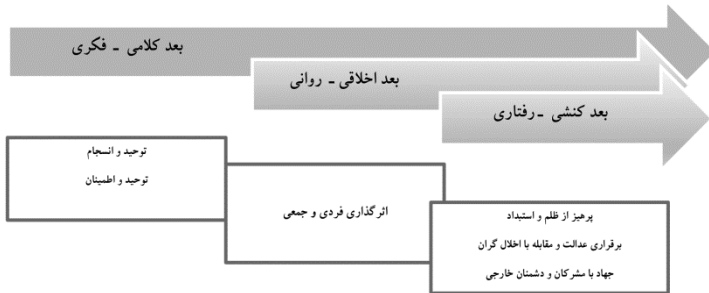 بعد کلامی - فکری
بعد اخلاقی - روانی
بعد کنشی - رفتاری
توحید و انسجام
توحید و اطمینان
اثرگذاری فردی و جمعی
پرهیز از ظلم و استبداد
برقراری عدالت و مقابله با اخلال گران
جهاد با مشرکان و دشمنان خارجی